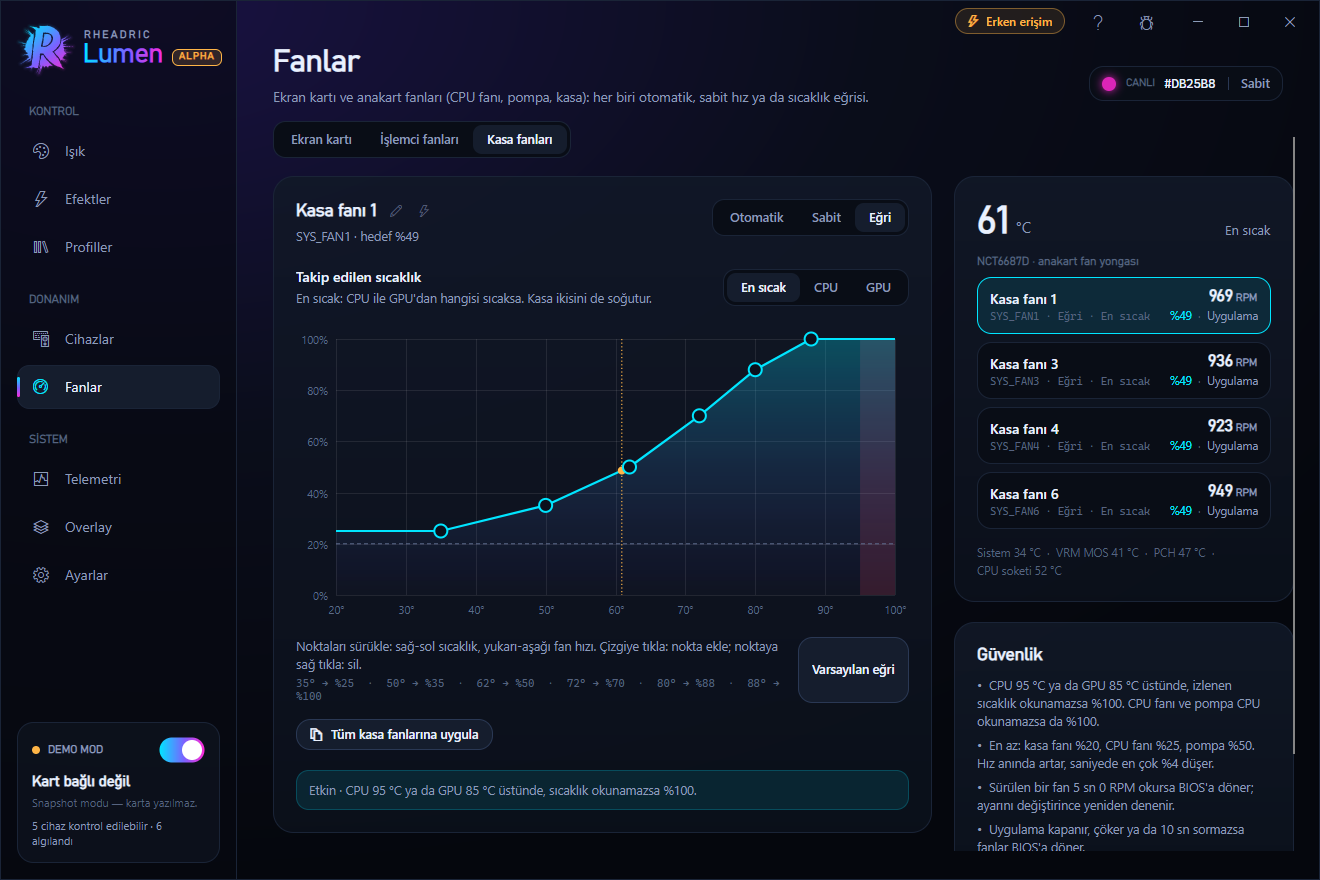 RHEADRIC
Lumen ALPHA
KONTROL
Işık
Efektler
Profiller
DONANIM
Cihazlar
Fanlar
SİSTEM
Telemetri
Overlay
Ayarlar
DEMO MOD
Kart bağlı değil
Snapshot modu — karta yazılmaz.
5 cihaz kontrol edilebilir · 6
algılandı
Erken erişim
?
Fanlar
Ekran kartı ve anakart fanları (CPU fanı, pompa, kasa): her biri otomatik, sabit hız ya da sıcaklık eğrisi.
CANLI #DB25B8 Sabit
Ekran kartı İşlemci fanları Kasa fanları
Kasa fanı 1
SYS_FAN1 · hedef %49
Otomatik Sabit Eğri
Takip edilen sıcaklık
En sıcak: CPU ile GPU'dan hangisi sıcaksa. Kasa ikisini de soğutur.
En sıcak CPU GPU
100%
80%
60%
40%
20%
0%
20° 30° 40° 50° 60° 70° 80° 90° 100°
Noktaları sürükle: sağ-sol sıcaklık, yukarı-aşağı fan hızı. Çizgiye tıkla: nokta ekle; noktaya
sağ tıkla: sil.
35° → %25 · 50° → %35 · 62° → %50 · 72° → %70 · 80° → %88 · 88° →
%100
Varsayılan eğri
Tüm kasa fanlarına uygula
Etkin · CPU 95 °C ya da GPU 85 °C üstünde, sıcaklık okunamazsa %100.
61 °C
En sıcak
NCT6687D · anakart fan yongası
Kasa fanı 1 969 RPM
SYS_FAN1 · Eğri · En sıcak %49 · Uygulama
Kasa fanı 3 936 RPM
SYS_FAN3 · Eğri · En sıcak %49 · Uygulama
Kasa fanı 4 923 RPM
SYS_FAN4 · Eğri · En sıcak %49 · Uygulama
Kasa fanı 6 949 RPM
SYS_FAN6 · Eğri · En sıcak %49 · Uygulama
Sistem 34 °C · VRM MOS 41 °C · PCH 47 °C ·
CPU soketi 52 °C
Güvenlik
• CPU 95 °C ya da GPU 85 °C üstünde, izlenen
sıcaklık okunamazsa %100. CPU fanı ve pompa CPU
okunamazsa da %100.
• En az: kasa fanı %20, CPU fanı %25, pompa %50.
Hız anında artar, saniyede en çok %4 düşer.
• Sürülen bir fan 5 sn 0 RPM okursa BIOS'a döner;
ayarını değiştirince yeniden denenir.
• Uygulama kapanır, çöker ya da 10 sn sormazsa
fanlar BIOS'a döner.